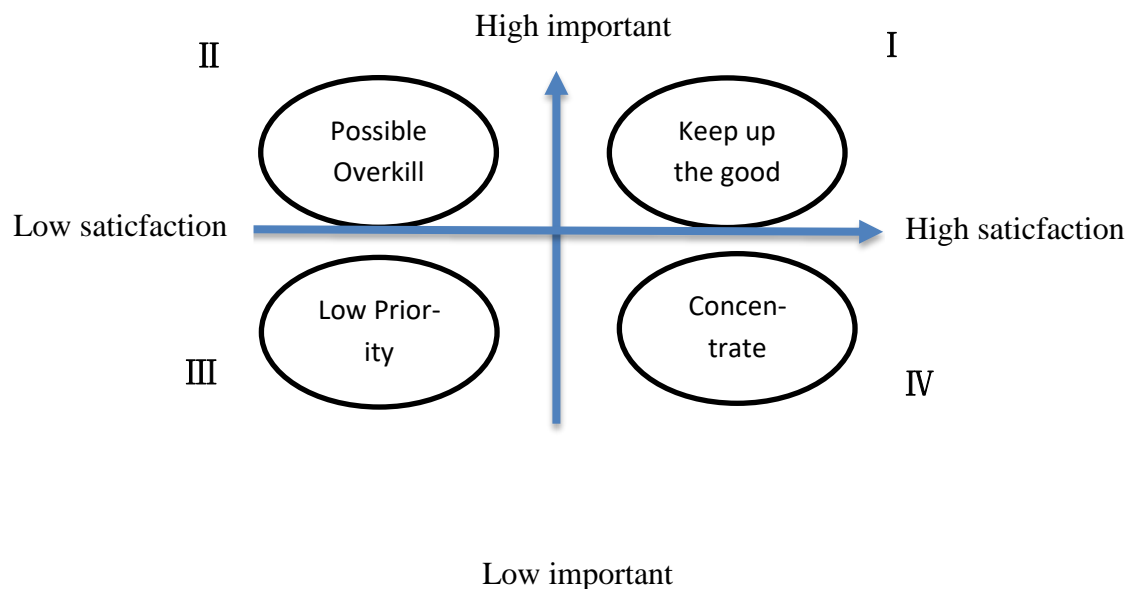 High important
Ⅱ
Ⅰ
Possible
Overkill
Keep up
the good
Low saticfaction
High saticfaction
Low Prior-
ity
Concen-
trate
Ⅲ
Ⅳ
Low important